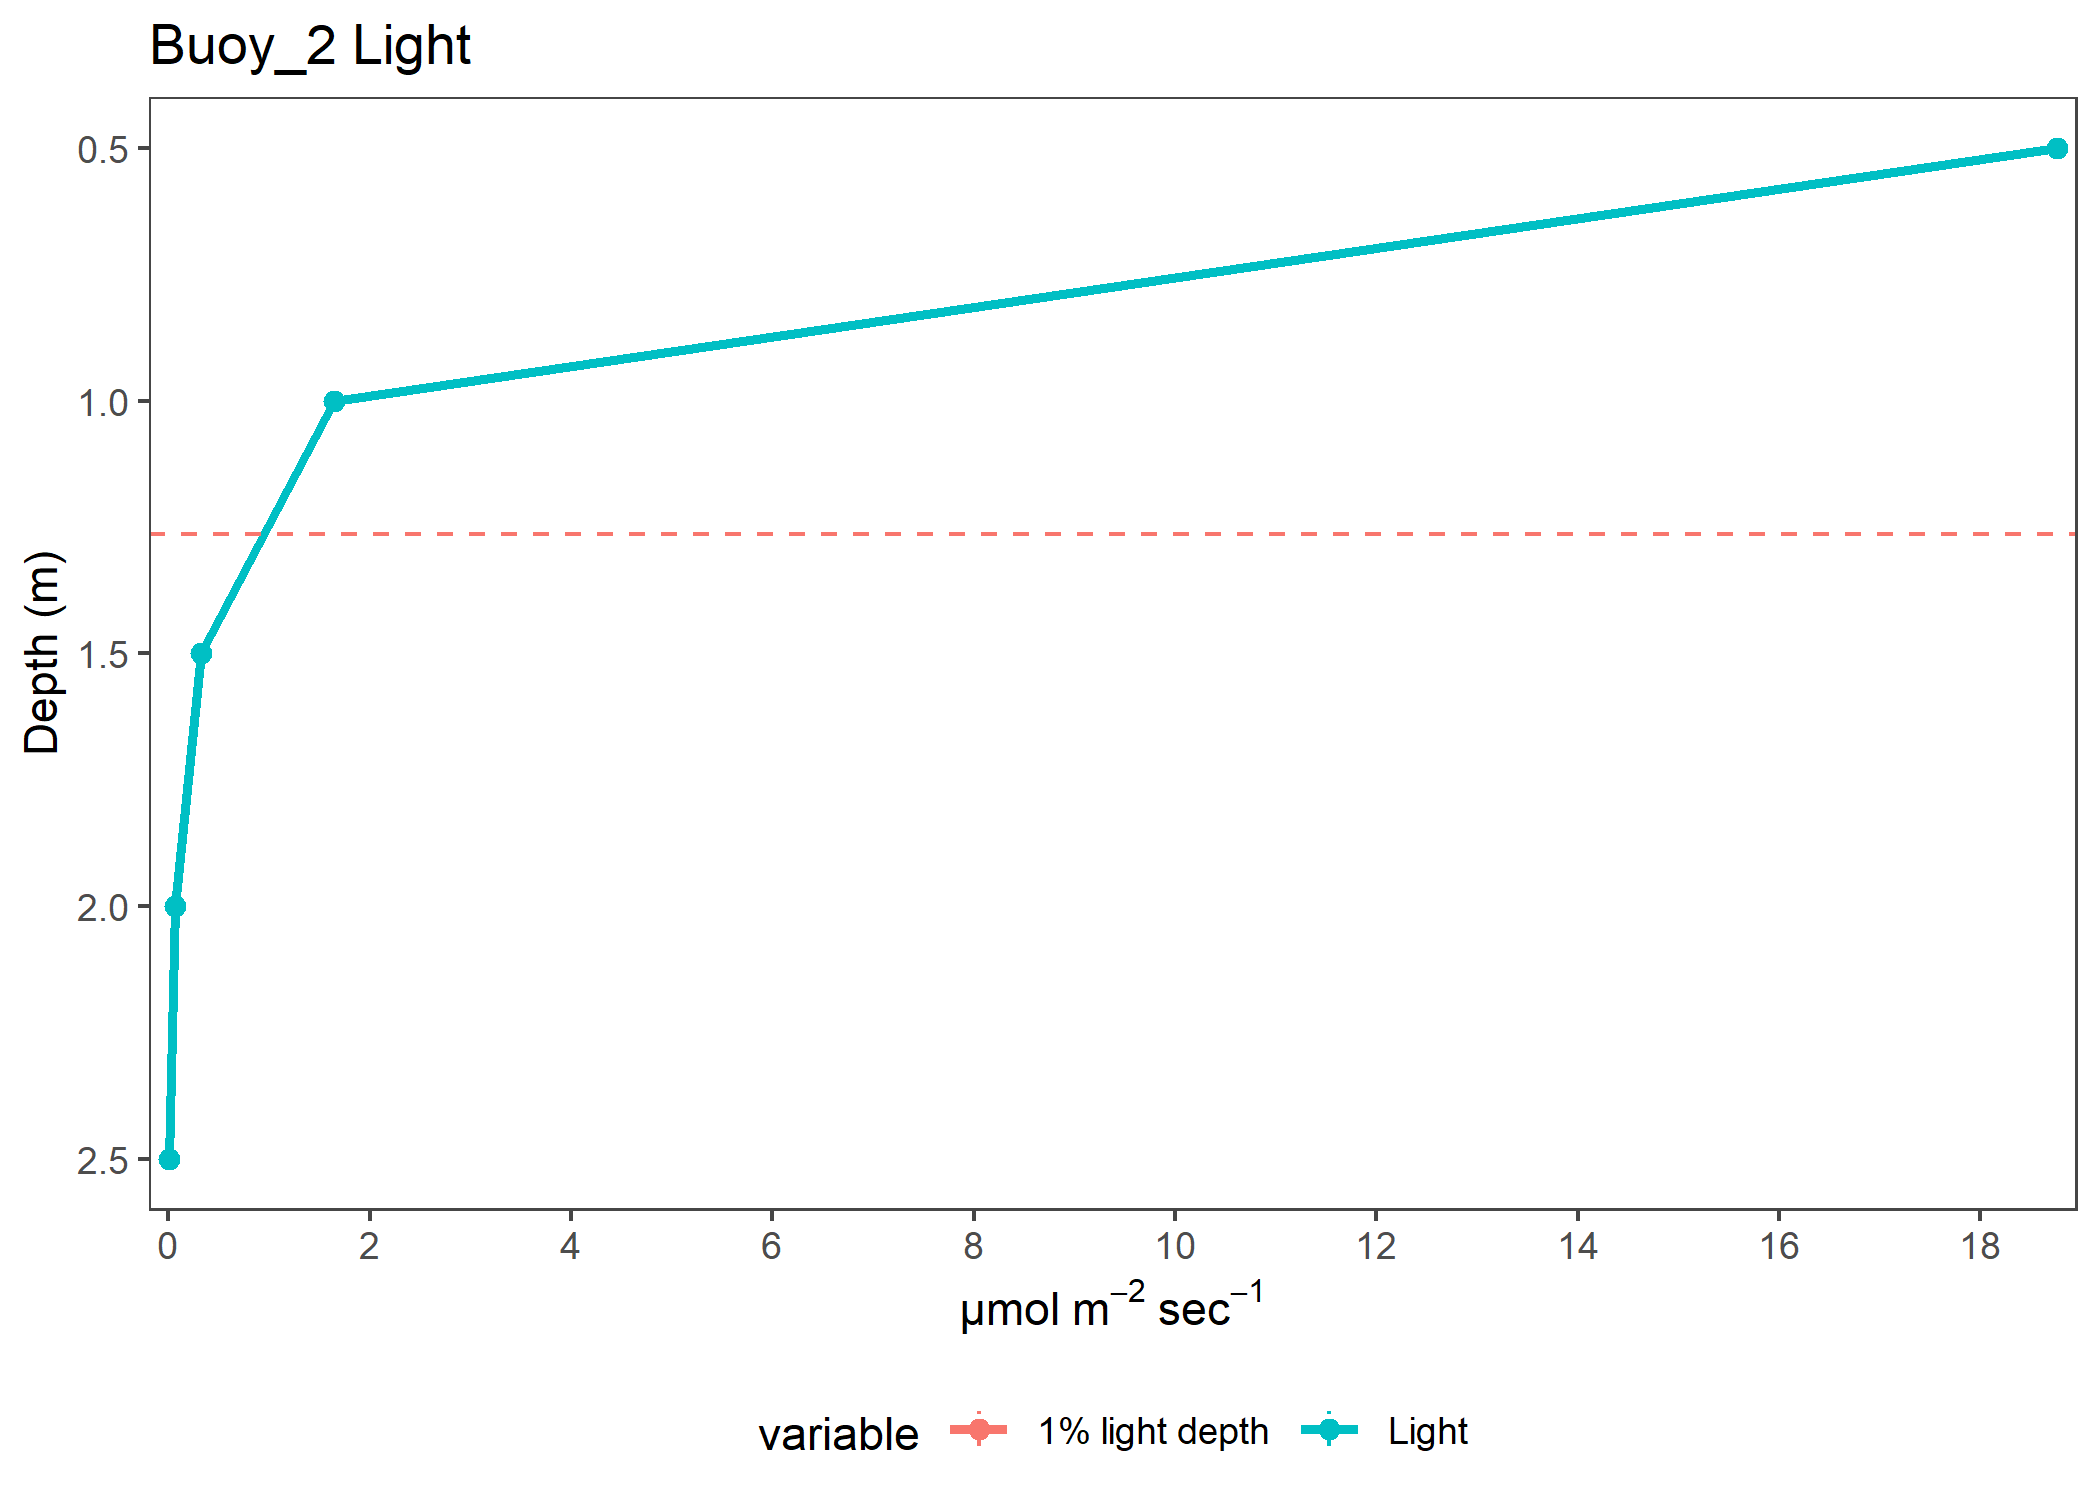 Buoy_2 Light
Depth (m)
0.5
1.0
1.5
2.0
2.5
0 2 4 6 8 10 12 14 16 18
µmol m⁻² sec⁻¹
variable 1% light depth Light